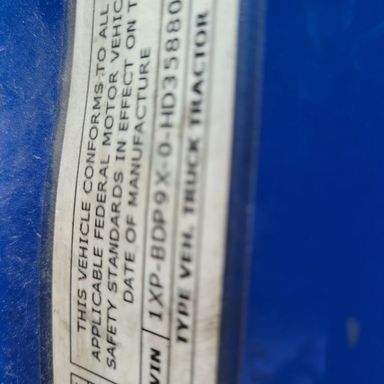 THIS VEHICLE CONFORMS TO ALL
APPLICABLE FEDERAL MOTOR VEHIC
SAFETY STANDARDS IN EFFECT ON T
DATE OF MANUFACTURE
VIN 1XP-BDP9X-0-HD35880
TYPE VEH. TRUCK TRACTOR